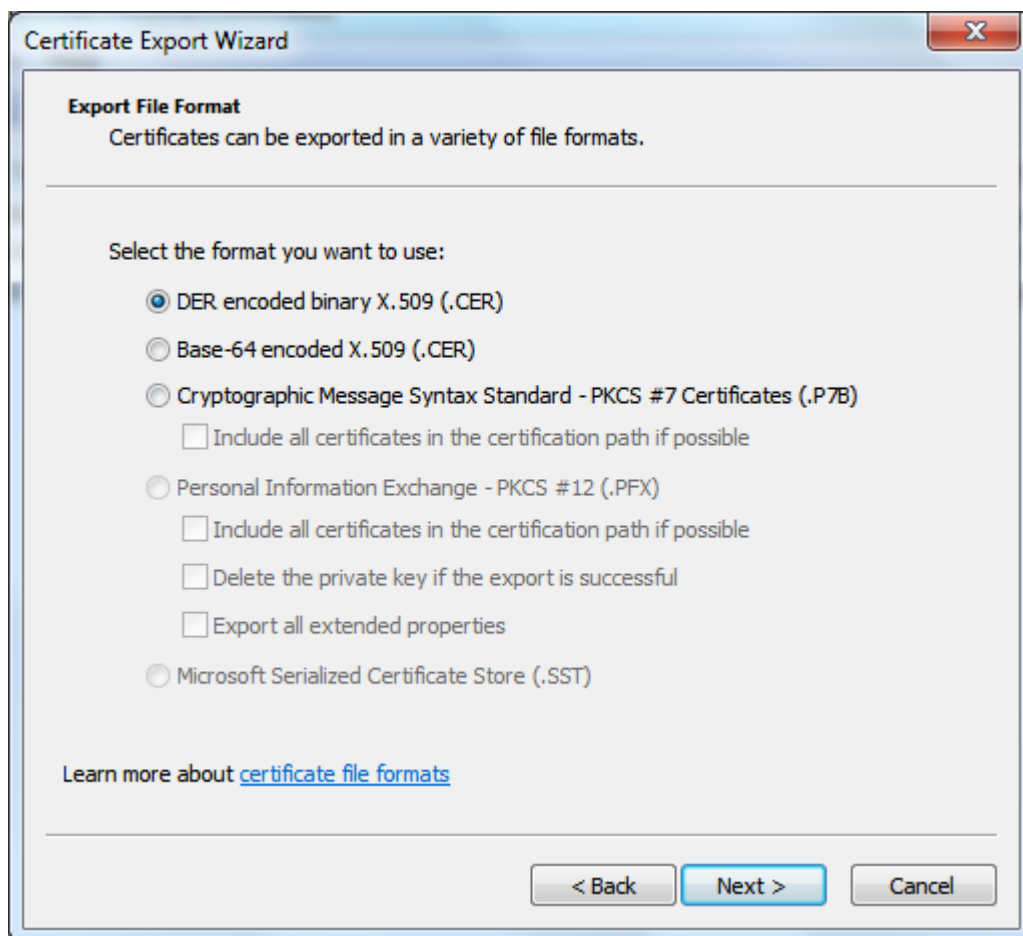 Certificate Export Wizard
Export File Format
Certificates can be exported in a variety of file formats.
Select the format you want to use:
DER encoded binary X.509 (.CER)
Base-64 encoded X.509 (.CER)
Cryptographic Message Syntax Standard - PKCS #7 Certificates (.P7B)
Include all certificates in the certification path if possible
Personal Information Exchange - PKCS #12 (.PFX)
Include all certificates in the certification path if possible
Delete the private key if the export is successful
Export all extended properties
Microsoft Serialized Certificate Store (.SST)
Learn more about certificate file formats
< Back Next > Cancel